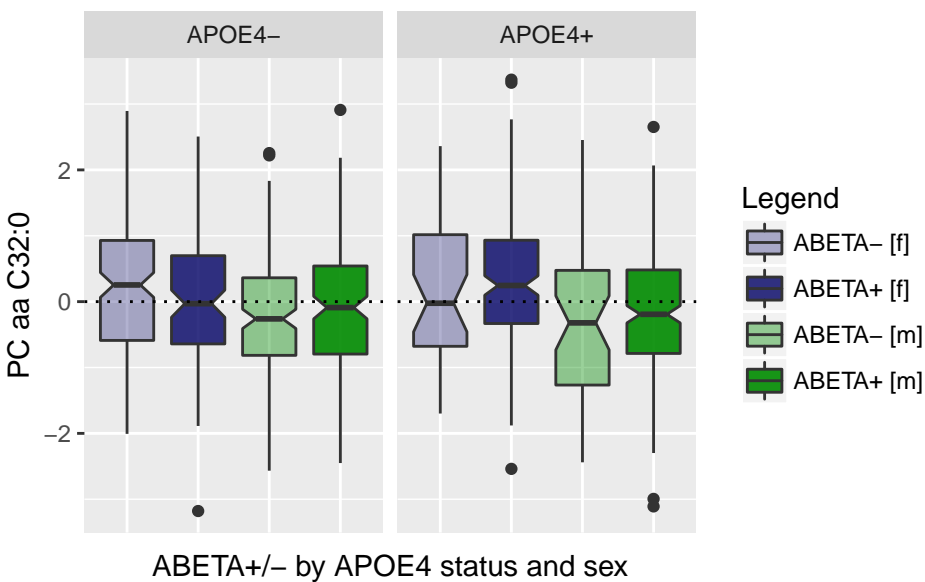 APOE4− APOE4+
PC aa C32:0
2
0
−2
ABETA+/− by APOE4 status and sex
Legend
ABETA− [f]
ABETA+ [f]
ABETA− [m]
ABETA+ [m]